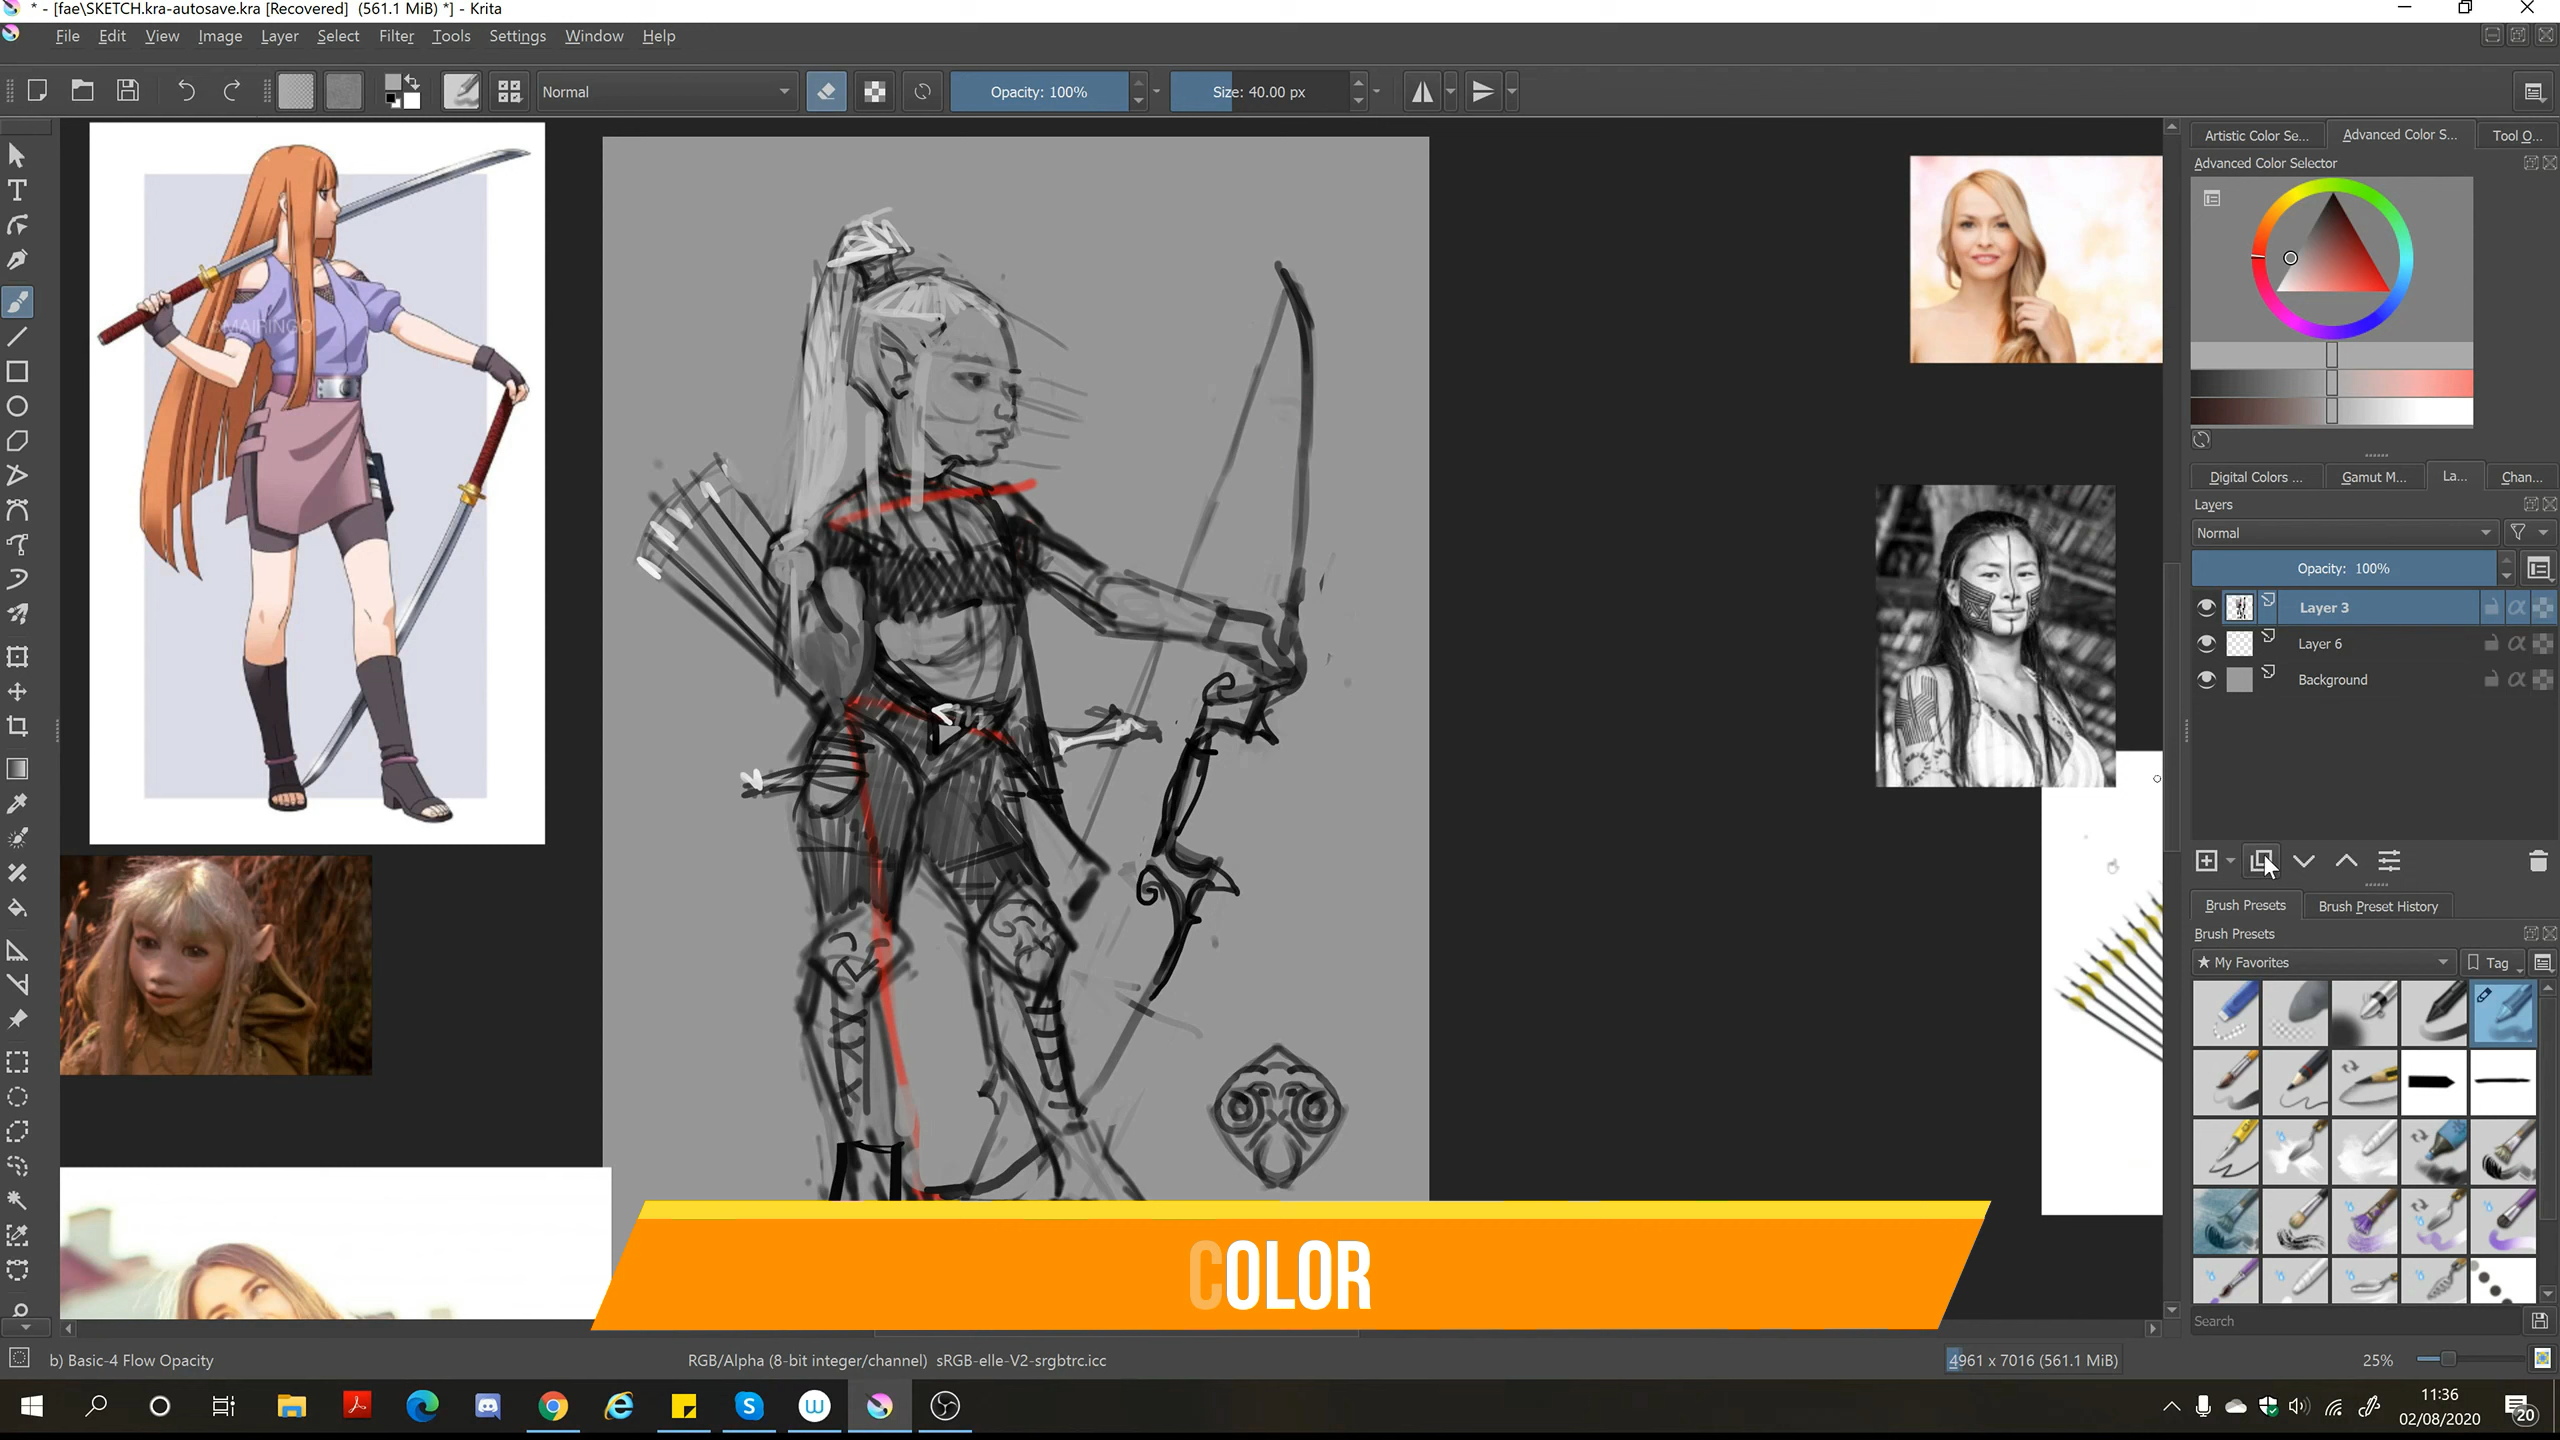 * - [fae\SKETCH.kra-autosave.kra [Recovered]  (561.1 MiB) *] - Krita
File Edit View Image Layer Select Filter Tools Settings Window Help
Normal
Opacity: 100%
Size: 40.00 px
Artistic Color Se...
Advanced Color S...
Tool O...
Advanced Color Selector
©MAIRINGO
Digital Colors ...
Gamut M...
La...
Chan...
Layers
Normal
Opacity: 100%
Layer 3
Layer 6
Background
Brush Presets
Brush Preset History
Brush Presets
★ My Favorites
Tag
COLOR
Search
b) Basic-4 Flow Opacity
RGB/Alpha (8-bit integer/channel)  sRGB-elle-V2-srgbtrc.icc
4961 x 7016 (561.1 MiB)
25%
11:36
02/08/2020
20